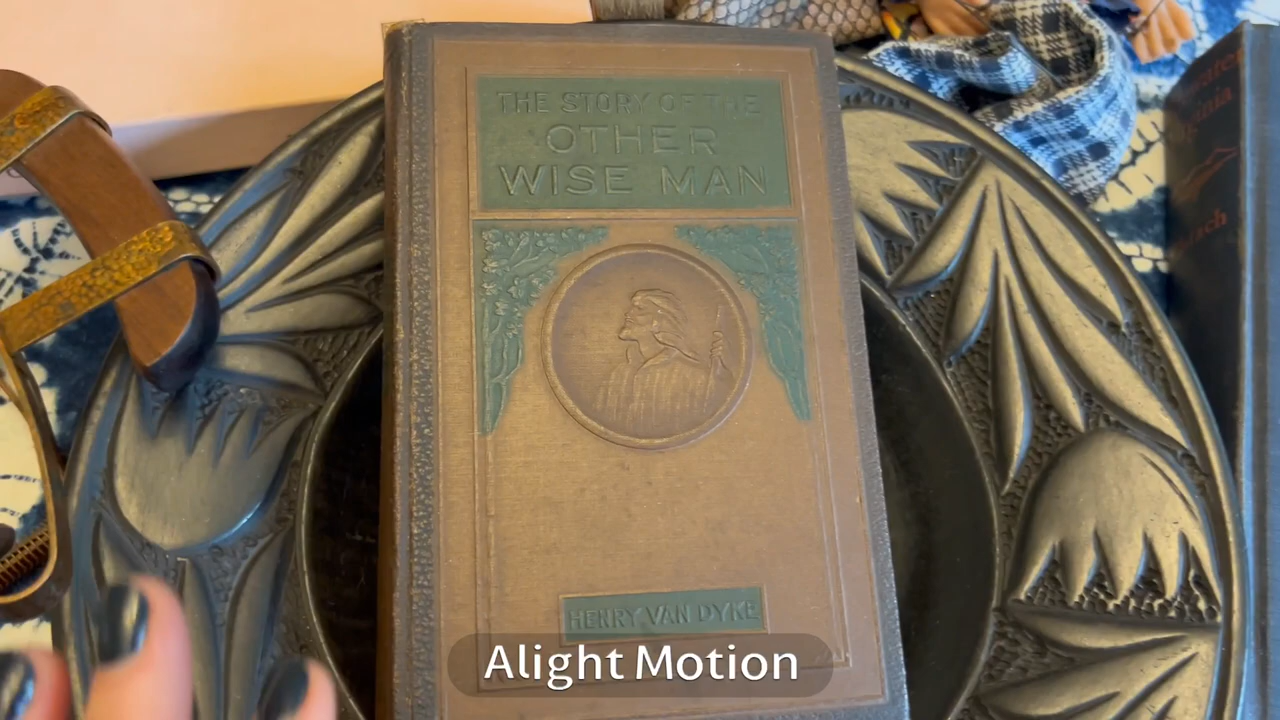 THE STORY OF THE
OTHER
WISE MAN
HENRY VAN DYKE
Alight Motion